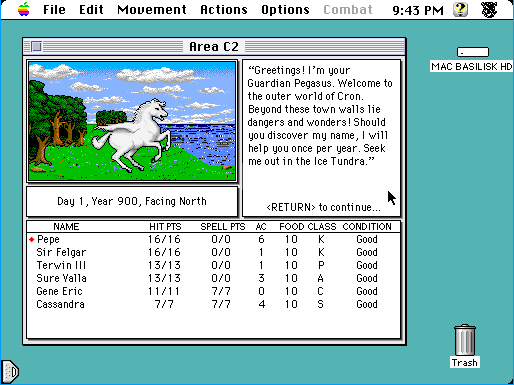 File Edit Movement Actions Options Combat 9:43 PM
Area C2
MAC BASILISK HD
“Greetings! I'm your
Guardian Pegasus. Welcome to
the outer world of Cron.
Beyond these town walls lie
dangers and wonders! Should
you discover my name, I will
help you once per year. Seek
me out in the Ice Tundra.”
<RETURN> to continue...
Day 1, Year 900, Facing North
NAME HIT PTS SPELL PTS AC FOOD CLASS CONDITION
Pepe 16/16 0/0 6 10 K Good
Sir Felgar 16/16 0/0 1 10 K Good
Terwin III 13/13 0/0 1 10 P Good
Sure Valla 13/13 0/0 3 10 A Good
Gene Eric 11/11 7/7 0 10 C Good
Cassandra 7/7 7/7 4 10 S Good
Trash